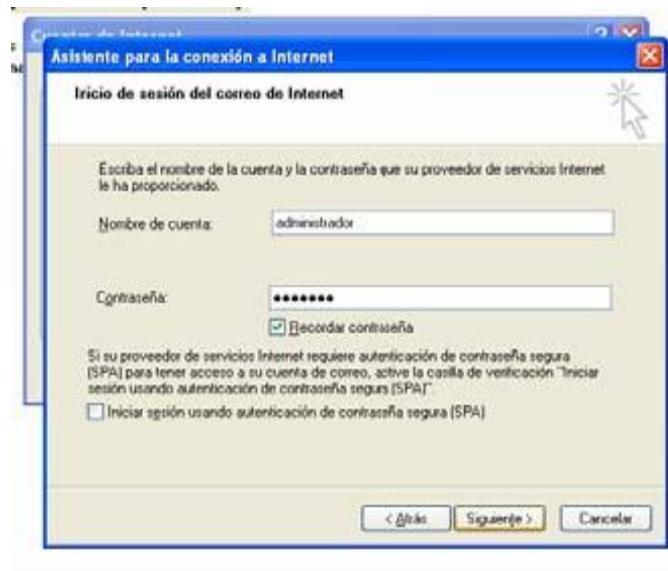 Cuentas de Internet
Asistente para la conexión a Internet
Inicio de sesión del correo de Internet
Escriba el nombre de la cuenta y la contraseña que su proveedor de servicios Internet
le ha proporcionado.
Nombre de cuenta:
administrador
Contraseña:
Recordar contraseña
Si su proveedor de servicios Internet requiere autenticación de contraseña segura
(SPA) para tener acceso a su cuenta de correo, active la casilla de verificación "Iniciar
sesión usando autenticación de contraseña segura (SPA)".
Iniciar sesión usando autenticación de contraseña segura (SPA)
< Atrás
Siguiente >
Cancelar